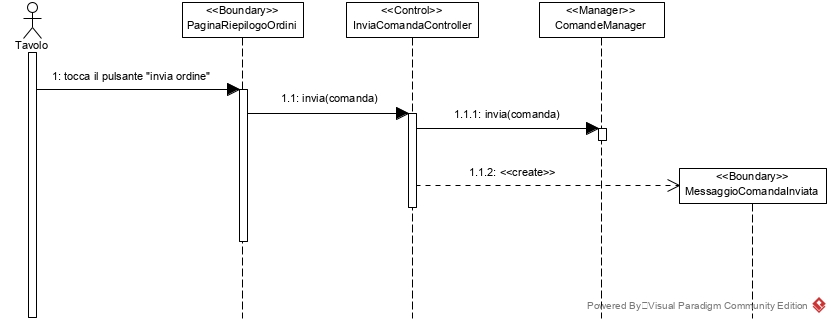 <<Boundary>>
PaginaRiepilogoOrdini
<<Control>>
InviaComandaController
<<Manager>>
ComandeManager
Tavolo
1: tocca il pulsante "invia ordine"
1.1: invia(comanda)
1.1.1: invia(comanda)
1.1.2: <<create>>
<<Boundary>>
MessaggioComandaInviata
Powered By Visual Paradigm Community Edition